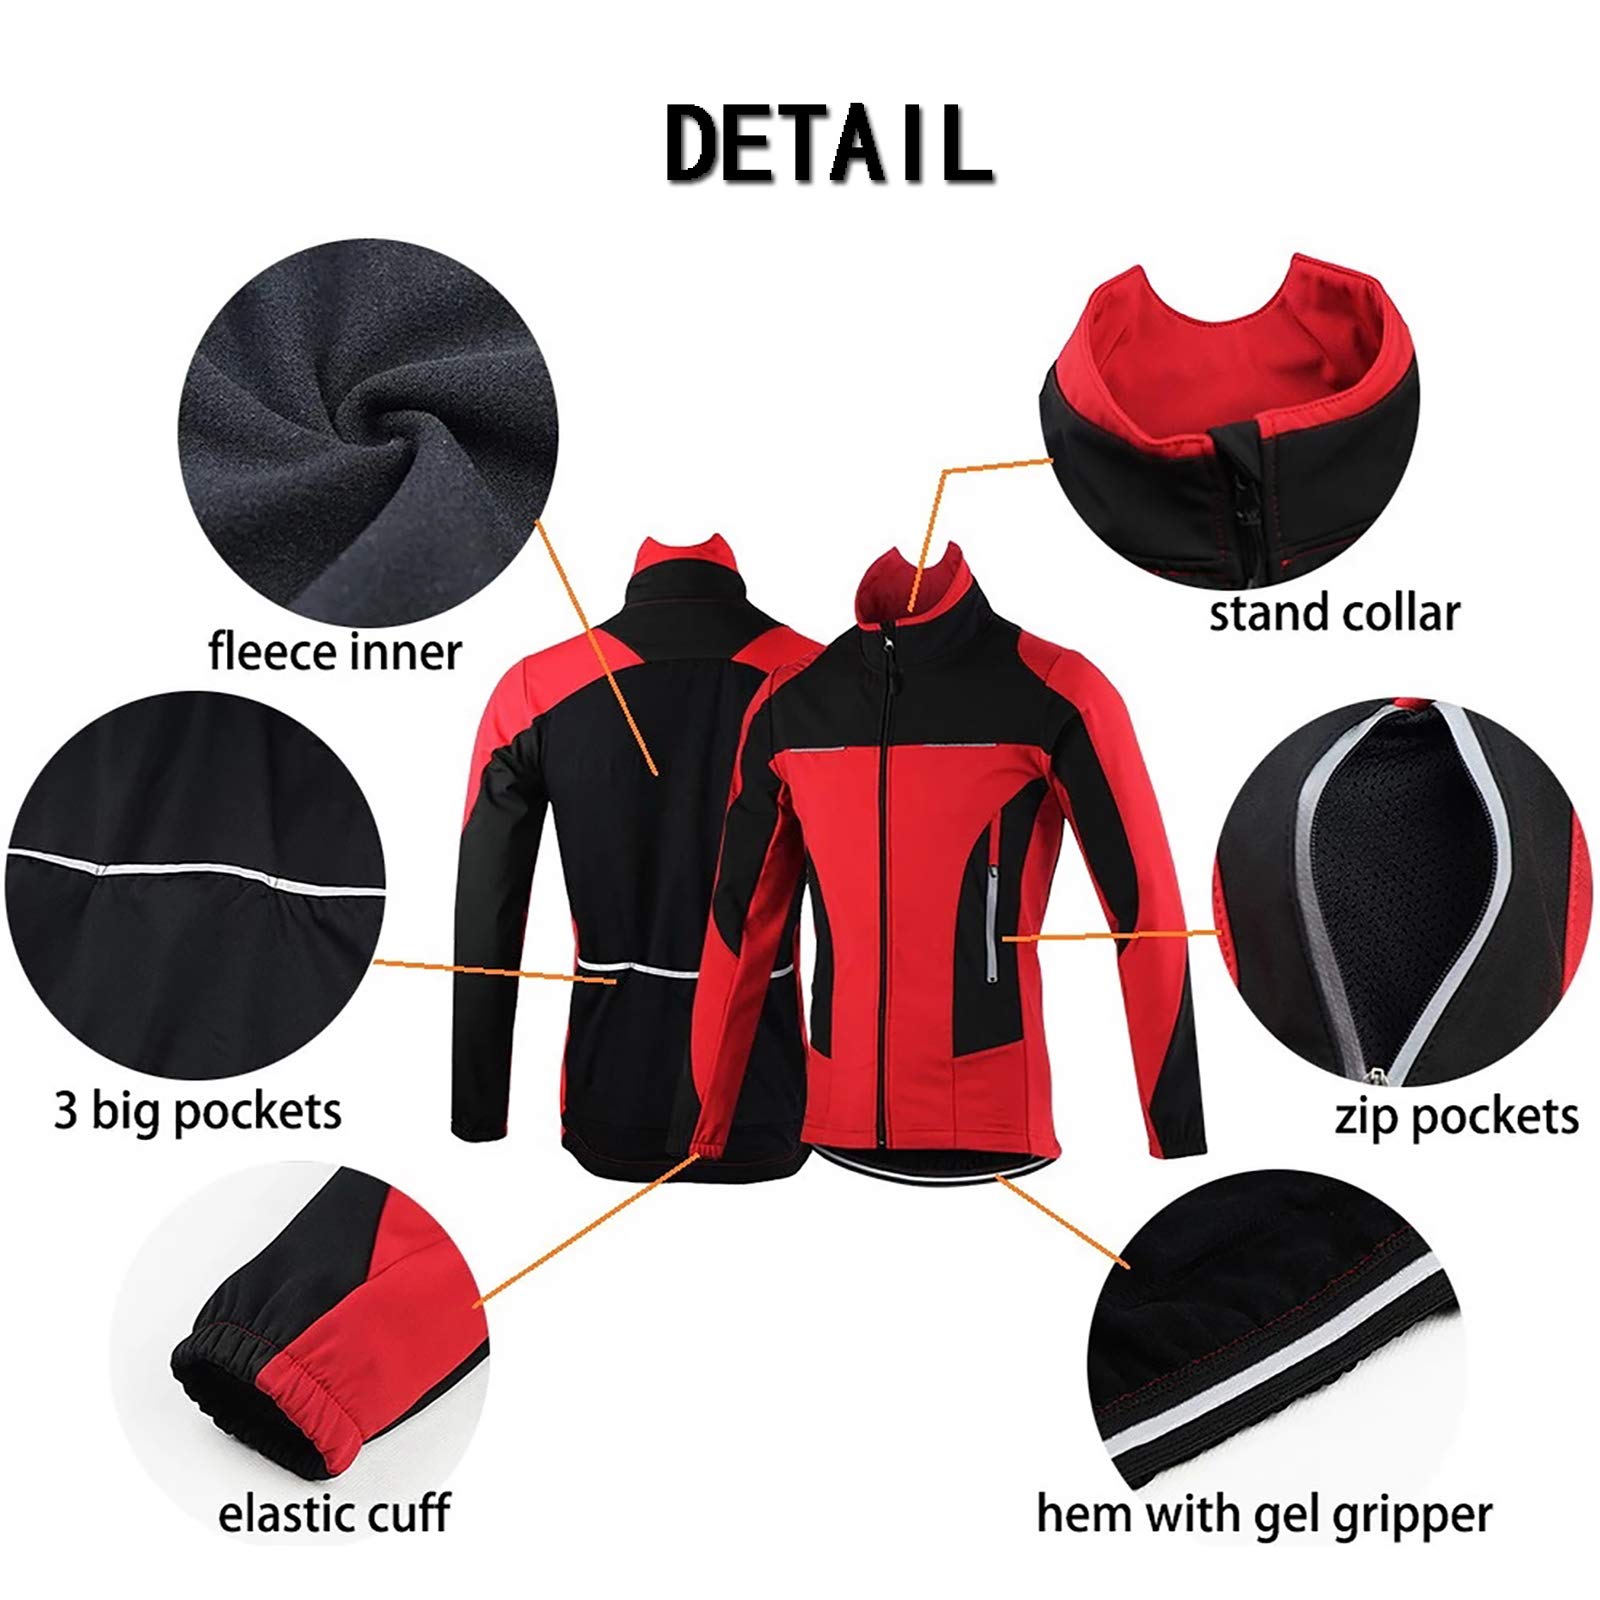 DETAIL
fleece inner
stand collar
3 big pockets
zip pockets
elastic cuff
hem with gel gripper